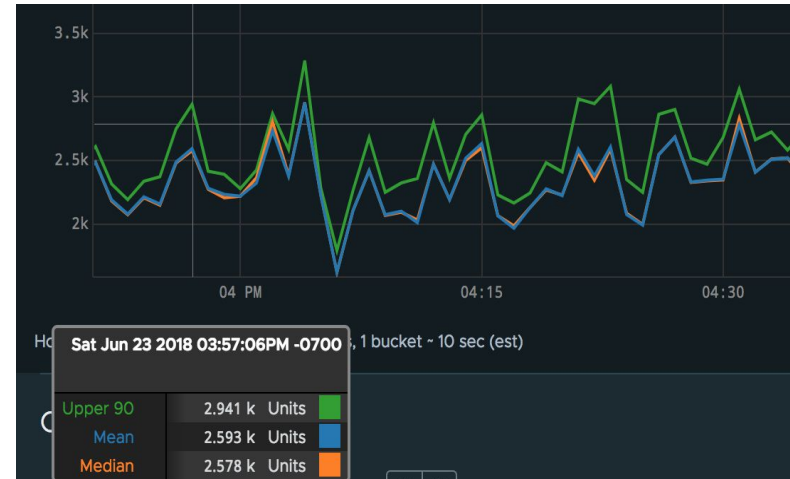 3.5k
3k
2.5k
2k
04 PM
04:15
04:30
Sat Jun 23 2018 03:57:06PM -0700
, 1 bucket ~ 10 sec (est)
Upper 90 2.941 k Units
Mean 2.593 k Units
Median 2.578 k Units